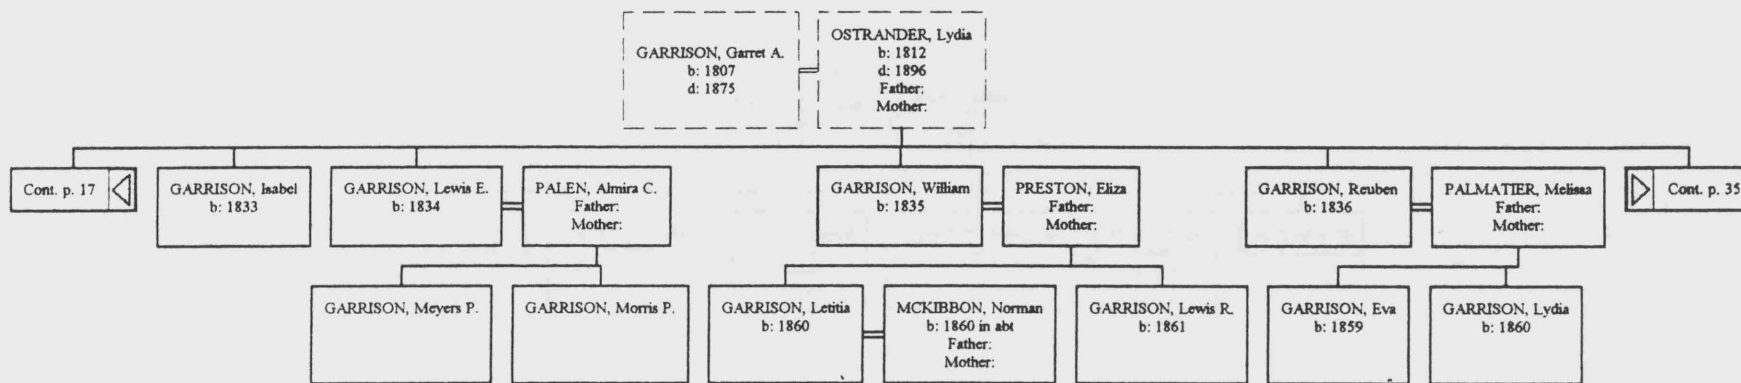 GARRISON, Garret A.
b: 1807
d: 1875
OSTRANDER, Lydia
b: 1812
d: 1896
Father:
Mother:
Cont. p. 17
GARRISON, Isabel
b: 1833
GARRISON, Lewis E.
b: 1834
PALEN, Almira C.
Father:
Mother:
GARRISON, William
b: 1835
PRESTON, Eliza
Father:
Mother:
GARRISON, Reuben
b: 1836
PALMATIER, Melissa
Father:
Mother:
Cont. p. 35
GARRISON, Meyers P.
GARRISON, Morris P.
GARRISON, Letitia
b: 1860
MCKIBBON, Norman
b: 1860 in abt
Father:
Mother:
GARRISON, Lewis R.
b: 1861
GARRISON, Eva
b: 1859
GARRISON, Lydia
b: 1860